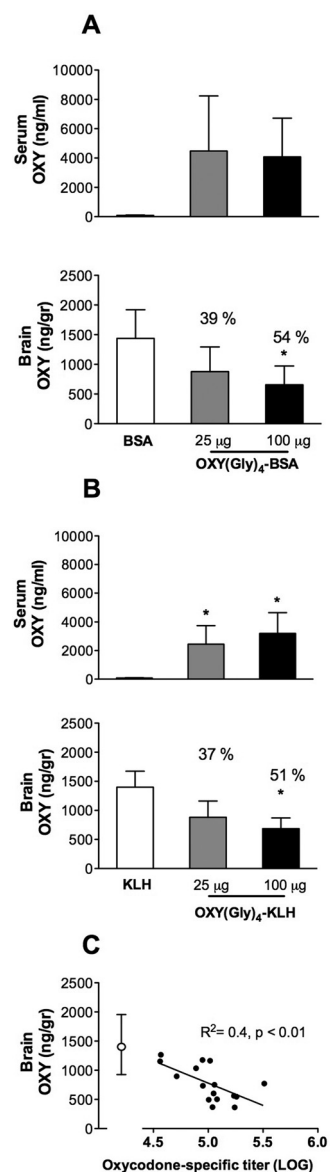 A
Serum
OXY (ng/ml)
10000
8000
6000
4000
2000
0
Brain
OXY (ng/gr)
2500
2000
1500
1000
500
0
39 %
54 %
*
BSA
25 µg
100 µg
OXY(Gly)4-BSA
B
Serum
OXY (ng/ml)
10000
8000
6000
4000
2000
0
*
*
Brain
OXY (ng/gr)
2500
2000
1500
1000
500
0
37 %
51 %
*
KLH
25 µg
100 µg
OXY(Gly)4-KLH
C
Brain
OXY (ng/gr)
2500
2000
1500
1000
500
0
R2= 0.4, p < 0.01
4.5
5.0
5.5
6.0
Oxycodone-specific titer (LOG)